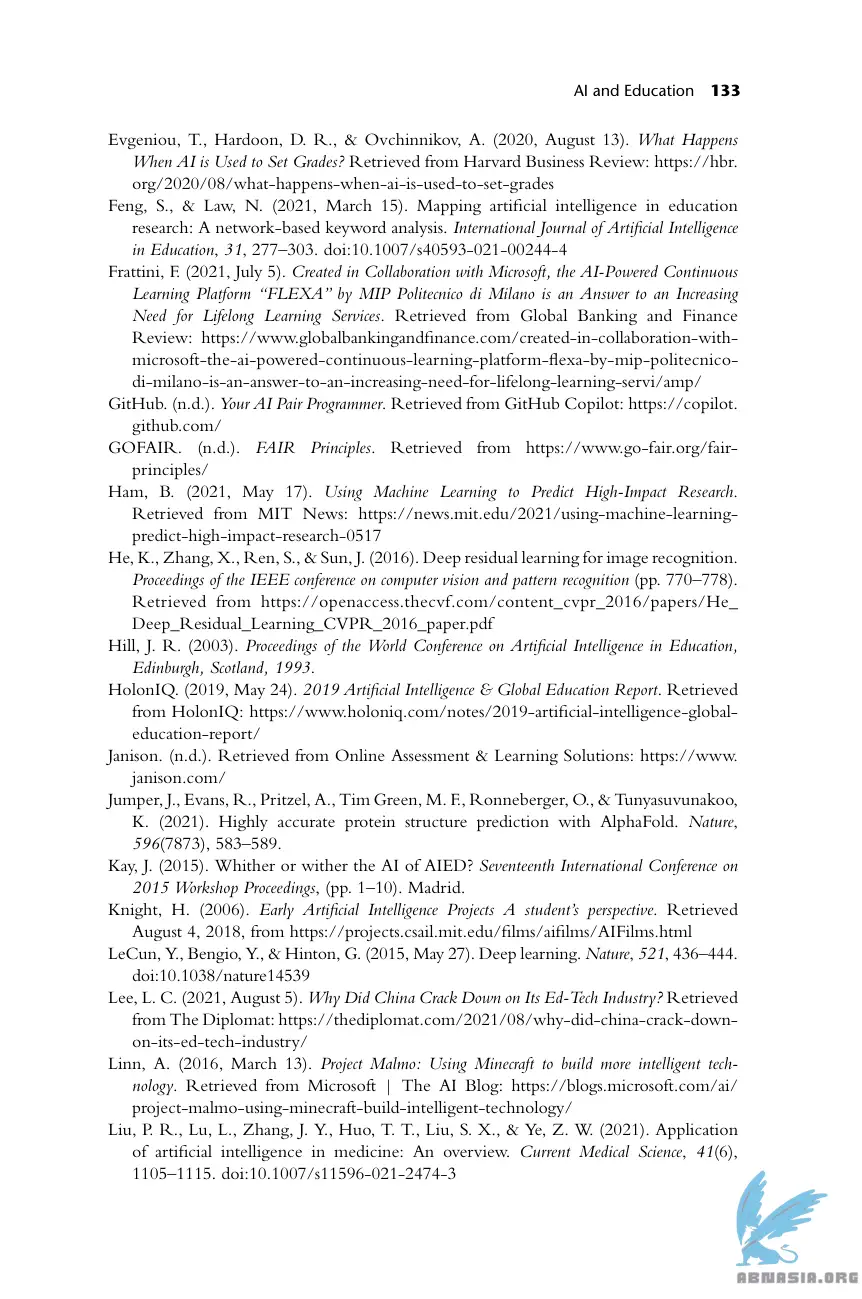 AI and Education 133
Evgeniou, T., Hardoon, D. R., & Ovchinnikov, A. (2020, August 13). What Happens
When AI is Used to Set Grades? Retrieved from Harvard Business Review: https://hbr.
org/2020/08/what-happens-when-ai-is-used-to-set-grades
Feng, S., & Law, N. (2021, March 15). Mapping artificial intelligence in education
research: A network-based keyword analysis. International Journal of Artificial Intelligence
in Education, 31, 277–303. doi:10.1007/s40593-021-00244-4
Frattini, F. (2021, July 5). Created in Collaboration with Microsoft, the AI-Powered Continuous
Learning Platform “FLEXA” by MIP Politecnico di Milano is an Answer to an Increasing
Need for Lifelong Learning Services. Retrieved from Global Banking and Finance
Review: https://www.globalbankingandfinance.com/created-in-collaboration-with-
microsoft-the-ai-powered-continuous-learning-platform-flexa-by-mip-politecnico-
di-milano-is-an-answer-to-an-increasing-need-for-lifelong-learning-servi/amp/
GitHub. (n.d.). Your AI Pair Programmer. Retrieved from GitHub Copilot: https://copilot.
github.com/
GOFAIR. (n.d.). FAIR Principles. Retrieved from https://www.go-fair.org/fair-
principles/
Ham, B. (2021, May 17). Using Machine Learning to Predict High-Impact Research.
Retrieved from MIT News: https://news.mit.edu/2021/using-machine-learning-
predict-high-impact-research-0517
He, K., Zhang, X., Ren, S., & Sun, J. (2016). Deep residual learning for image recognition.
Proceedings of the IEEE conference on computer vision and pattern recognition (pp. 770–778).
Retrieved from https://openaccess.thecvf.com/content_cvpr_2016/papers/He_
Deep_Residual_Learning_CVPR_2016_paper.pdf
Hill, J. R. (2003). Proceedings of the World Conference on Artificial Intelligence in Education,
Edinburgh, Scotland, 1993.
HolonIQ. (2019, May 24). 2019 Artificial Intelligence & Global Education Report. Retrieved
from HolonIQ: https://www.holoniq.com/notes/2019-artificial-intelligence-global-
education-report/
Janison. (n.d.). Retrieved from Online Assessment & Learning Solutions: https://www.
janison.com/
Jumper, J., Evans, R., Pritzel, A., Tim Green, M. F., Ronneberger, O., & Tunyasuvunakoo,
K. (2021). Highly accurate protein structure prediction with AlphaFold. Nature,
596(7873), 583–589.
Kay, J. (2015). Whither or wither the AI of AIED? Seventeenth International Conference on
2015 Workshop Proceedings, (pp. 1–10). Madrid.
Knight, H. (2006). Early Artificial Intelligence Projects A student’s perspective. Retrieved
August 4, 2018, from https://projects.csail.mit.edu/films/aifilms/AIFilms.html
LeCun, Y., Bengio, Y., & Hinton, G. (2015, May 27). Deep learning. Nature, 521, 436–444.
doi:10.1038/nature14539
Lee, L. C. (2021, August 5). Why Did China Crack Down on Its Ed-Tech Industry? Retrieved
from The Diplomat: https://thediplomat.com/2021/08/why-did-china-crack-down-
on-its-ed-tech-industry/
Linn, A. (2016, March 13). Project Malmo: Using Minecraft to build more intelligent tech-
nology. Retrieved from Microsoft | The AI Blog: https://blogs.microsoft.com/ai/
project-malmo-using-minecraft-build-intelligent-technology/
Liu, P. R., Lu, L., Zhang, J. Y., Huo, T. T., Liu, S. X., & Ye, Z. W. (2021). Application
of artificial intelligence in medicine: An overview. Current Medical Science, 41(6),
1105–1115. doi:10.1007/s11596-021-2474-3
ABNASIA.ORG